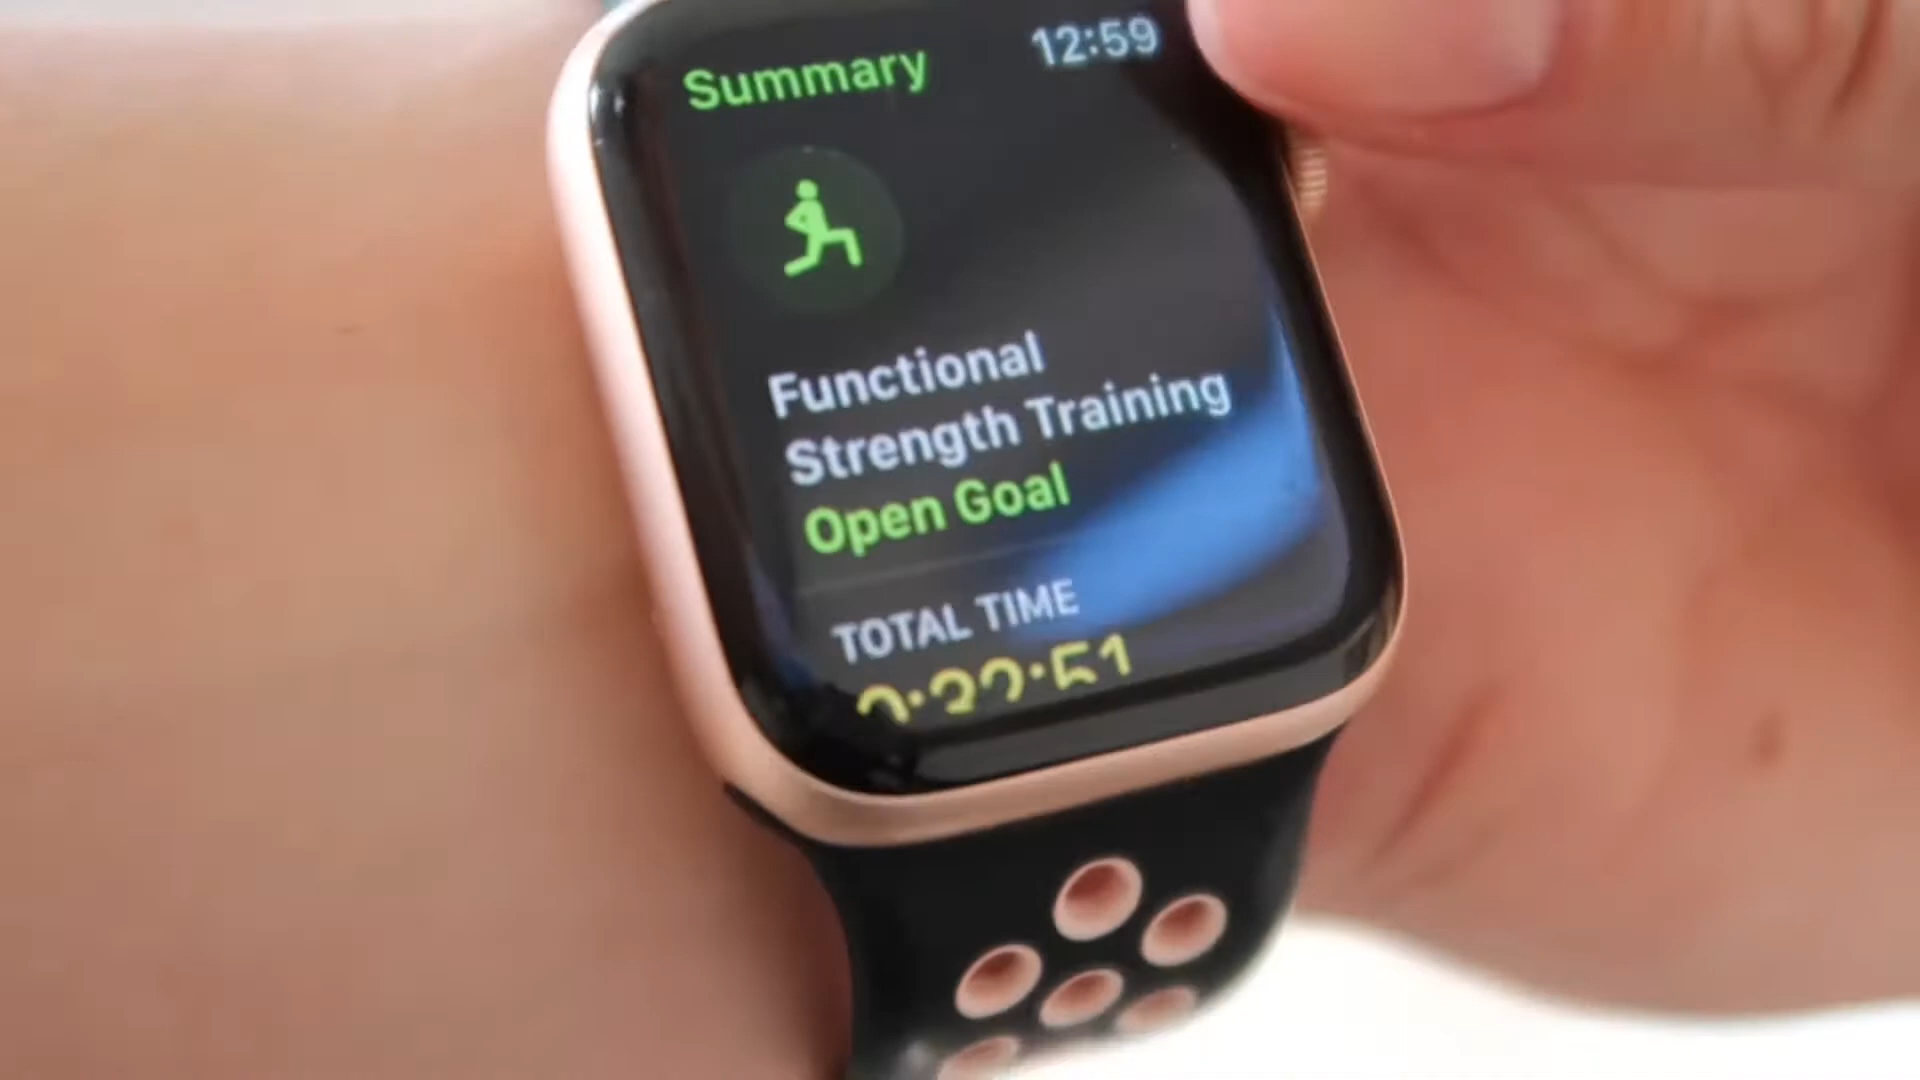 Summary
12:59
Functional
Strength Training
Open Goal
TOTAL TIME